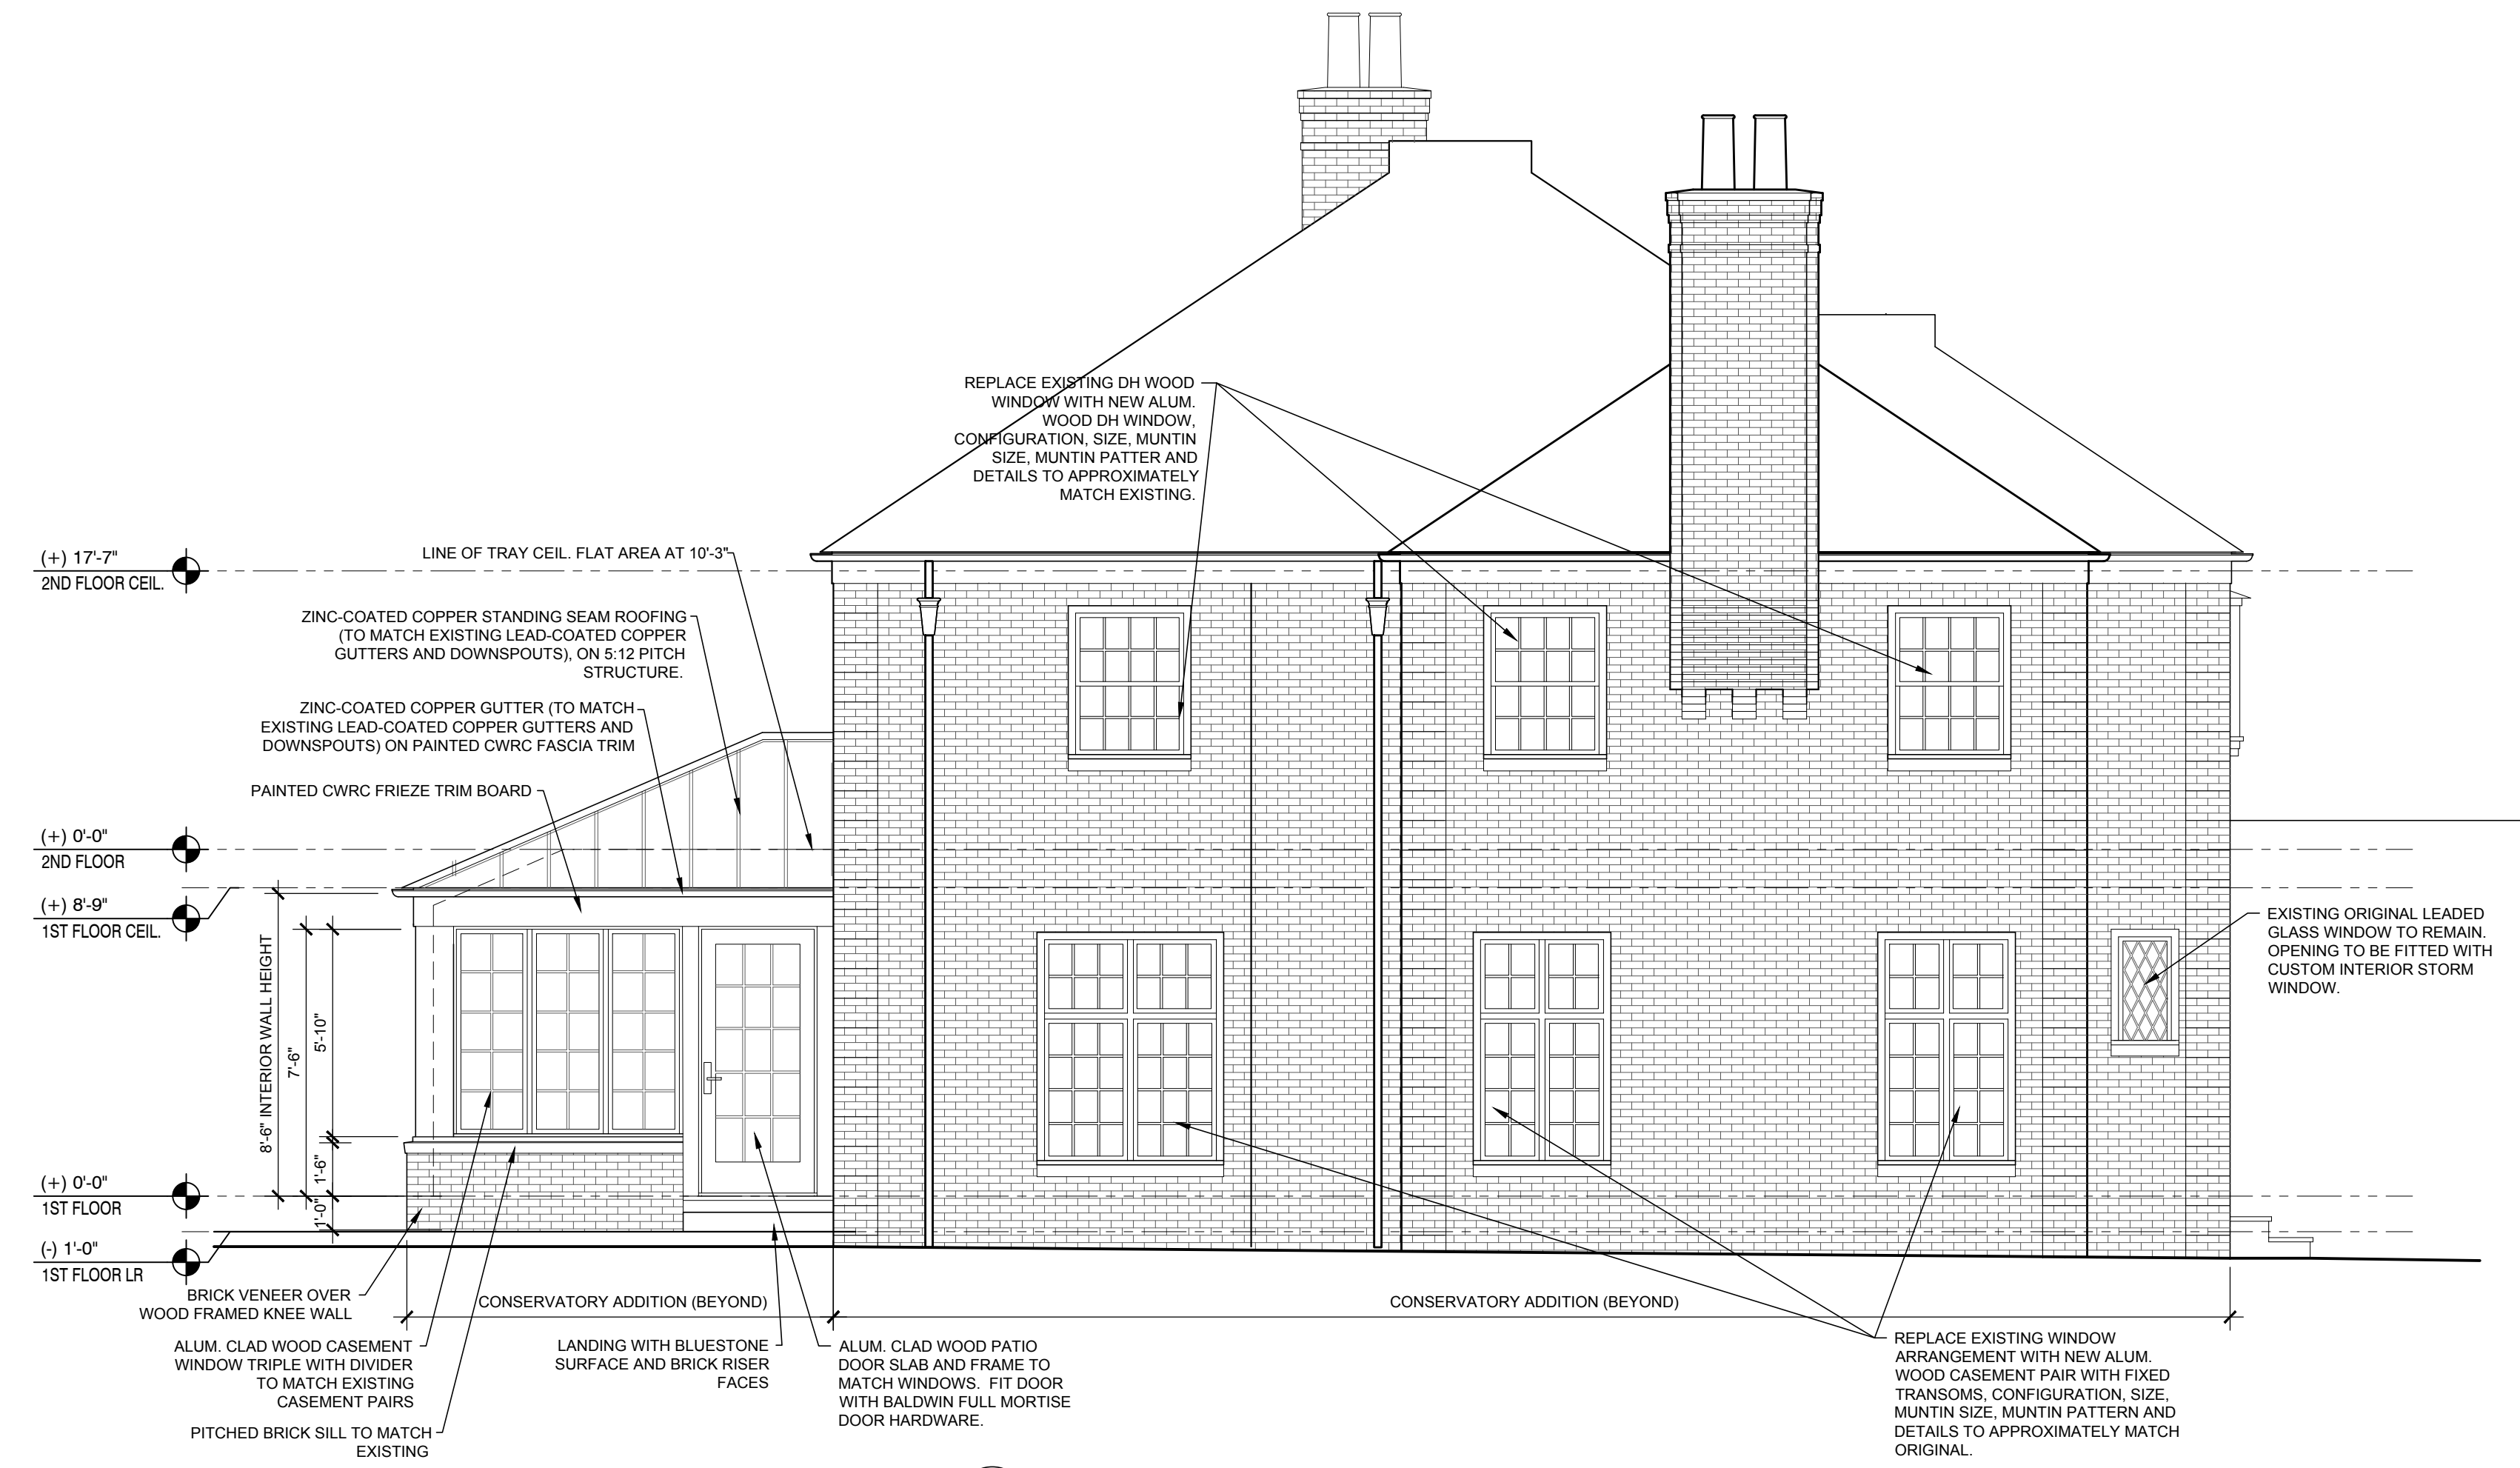 REPLACE EXISTING DH WOOD
WINDOW WITH NEW ALUM.
WOOD DH WINDOW,
CONFIGURATION, SIZE, MUNTIN
SIZE, MUNTIN PATTER AND
DETAILS TO APPROXIMATELY
MATCH EXISTING.
(+) 17'-7"
2ND FLOOR CEIL.
LINE OF TRAY CEIL. FLAT AREA AT 10'-3"
ZINC-COATED COPPER STANDING SEAM ROOFING
(TO MATCH EXISTING LEAD-COATED COPPER
GUTTERS AND DOWNSPOUTS), ON 5:12 PITCH
STRUCTURE.
ZINC-COATED COPPER GUTTER (TO MATCH
EXISTING LEAD-COATED COPPER GUTTERS AND
DOWNSPOUTS) ON PAINTED CWRC FASCIA TRIM
PAINTED CWRC FRIEZE TRIM BOARD
(+) 0'-0"
2ND FLOOR
(+) 8'-9"
1ST FLOOR CEIL.
8'-6" INTERIOR WALL HEIGHT
7'-6"
5'-10"
1'-6"
1'-0"
EXISTING ORIGINAL LEADED
GLASS WINDOW TO REMAIN.
OPENING TO BE FITTED WITH
CUSTOM INTERIOR STORM
WINDOW.
(+) 0'-0"
1ST FLOOR
(-) 1'-0"
1ST FLOOR LR
BRICK VENEER OVER
WOOD FRAMED KNEE WALL
CONSERVATORY ADDITION (BEYOND)
CONSERVATORY ADDITION (BEYOND)
ALUM. CLAD WOOD CASEMENT
WINDOW TRIPLE WITH DIVIDER
TO MATCH EXISTING
CASEMENT PAIRS
PITCHED BRICK SILL TO MATCH
EXISTING
LANDING WITH BLUESTONE
SURFACE AND BRICK RISER
FACES
ALUM. CLAD WOOD PATIO
DOOR SLAB AND FRAME TO
MATCH WINDOWS. FIT DOOR
WITH BALDWIN FULL MORTISE
DOOR HARDWARE.
REPLACE EXISTING WINDOW
ARRANGEMENT WITH NEW ALUM.
WOOD CASEMENT PAIR WITH FIXED
TRANSOMS, CONFIGURATION, SIZE,
MUNTIN SIZE, MUNTIN PATTERN AND
DETAILS TO APPROXIMATELY MATCH
ORIGINAL.